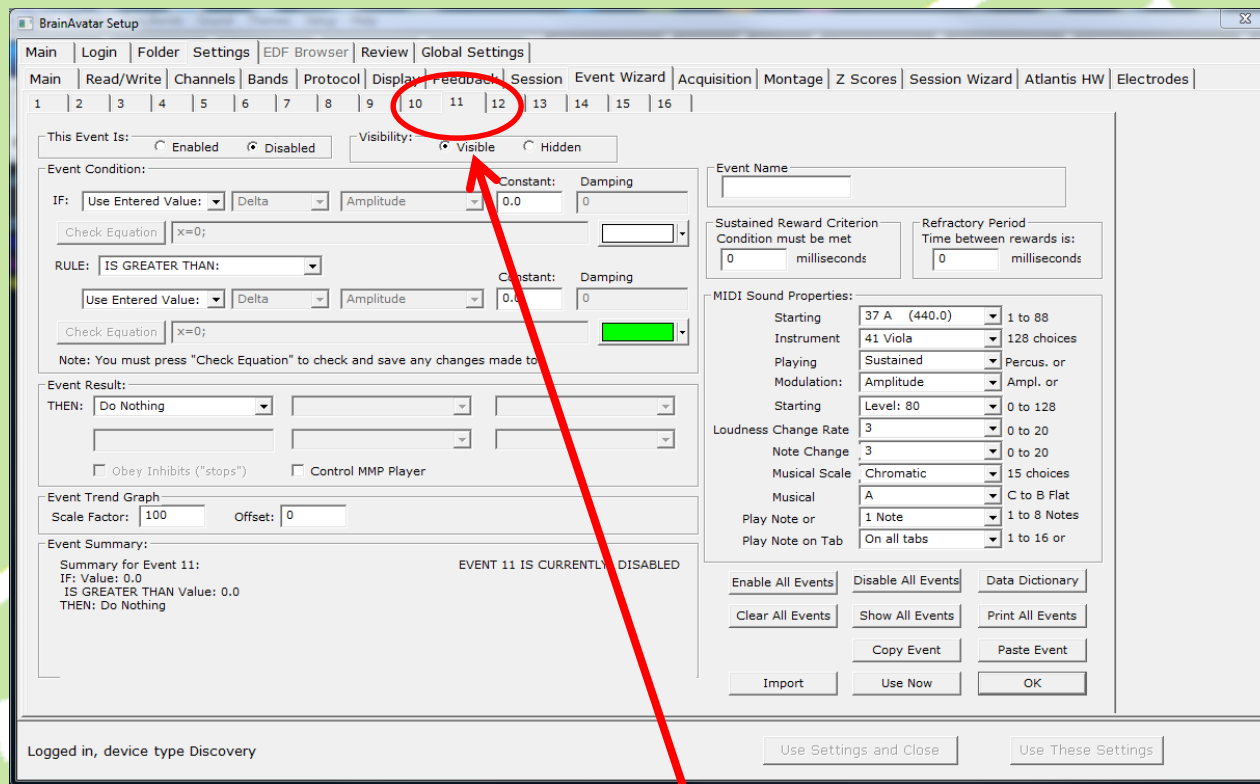 BrainAvatar Setup
Main Login Folder Settings EDF Browser Review Global Settings
Main Read/Write Channels Bands Protocol Display Feedback Session Event Wizard Acquisition Montage Z Scores Session Wizard Atlantis HW Electrodes
1 2 3 4 5 6 7 8 9 10 11 12 13 14 15 16
This Event Is: Enabled Disabled
Visibility: Visible Hidden
Event Condition:
Constant: Damping
IF: Use Entered Value: Delta Amplitude 0.0 0
Check Equation x=0;
RULE: IS GREATER THAN:
Constant: Damping
Use Entered Value: Delta Amplitude 0.0 0
Check Equation x=0;
Note: You must press "Check Equation" to check and save any changes made to
Event Result:
THEN: Do Nothing
Obey Inhibits ("stops") Control MMP Player
Event Trend Graph
Scale Factor: 100 Offset: 0
Event Summary:
Summary for Event 11: EVENT 11 IS CURRENTLY DISABLED
IF: Value: 0.0
IS GREATER THAN Value: 0.0
THEN: Do Nothing
Event Name
Sustained Reward Criterion
Condition must be met
0 milliseconds
Refractory Period
Time between rewards is:
0 milliseconds
MIDI Sound Properties:
Starting 37 A (440.0) 1 to 88
Instrument 41 Viola 128 choices
Playing Sustained Percus. or
Modulation: Amplitude Ampl. or
Starting Level: 80 0 to 128
Loudness Change Rate 3 0 to 20
Note Change 3 0 to 20
Musical Scale Chromatic 15 choices
Musical A C to B Flat
Play Note or 1 Note 1 to 8 Notes
Play Note on Tab On all tabs 1 to 16 or
Enable All Events Disable All Events Data Dictionary
Clear All Events Show All Events Print All Events
Copy Event Paste Event
Import Use Now OK
Logged in, device type Discovery
Use Settings and Close Use These Settings